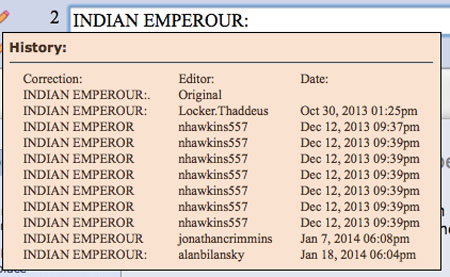 2 INDIAN EMPEROUR:
History:
Correction: Editor: Date:
INDIAN EMPEROUR:. Original
INDIAN EMPEROUR: Locker.Thaddeus Oct 30, 2013 01:25pm
INDIAN EMPEROR nhawkins557 Dec 12, 2013 09:37pm
INDIAN EMPEROR nhawkins557 Dec 12, 2013 09:39pm
INDIAN EMPEROR nhawkins557 Dec 12, 2013 09:39pm
INDIAN EMPEROR nhawkins557 Dec 12, 2013 09:39pm
INDIAN EMPEROR nhawkins557 Dec 12, 2013 09:39pm
INDIAN EMPEROR nhawkins557 Dec 12, 2013 09:39pm
INDIAN EMPEROR nhawkins557 Dec 12, 2013 09:39pm
INDIAN EMPEROUR jonathancrimmins Jan 7, 2014 06:08pm
INDIAN EMPEROUR: alanbilansky Jan 18, 2014 06:04pm